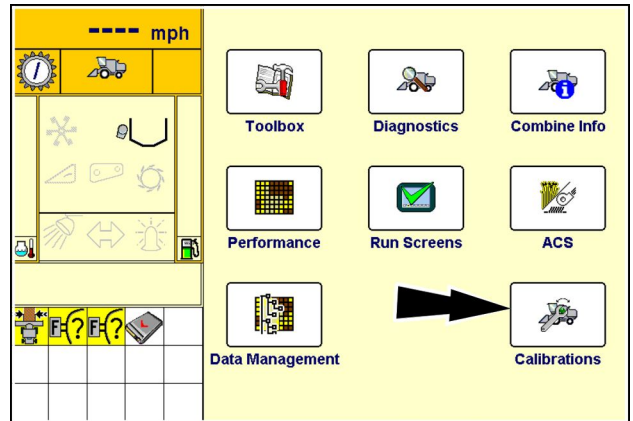 ---- mph
Toolbox
Diagnostics
Combine Info
Performance
Run Screens
ACS
F(?
F(?
Data Management
Calibrations